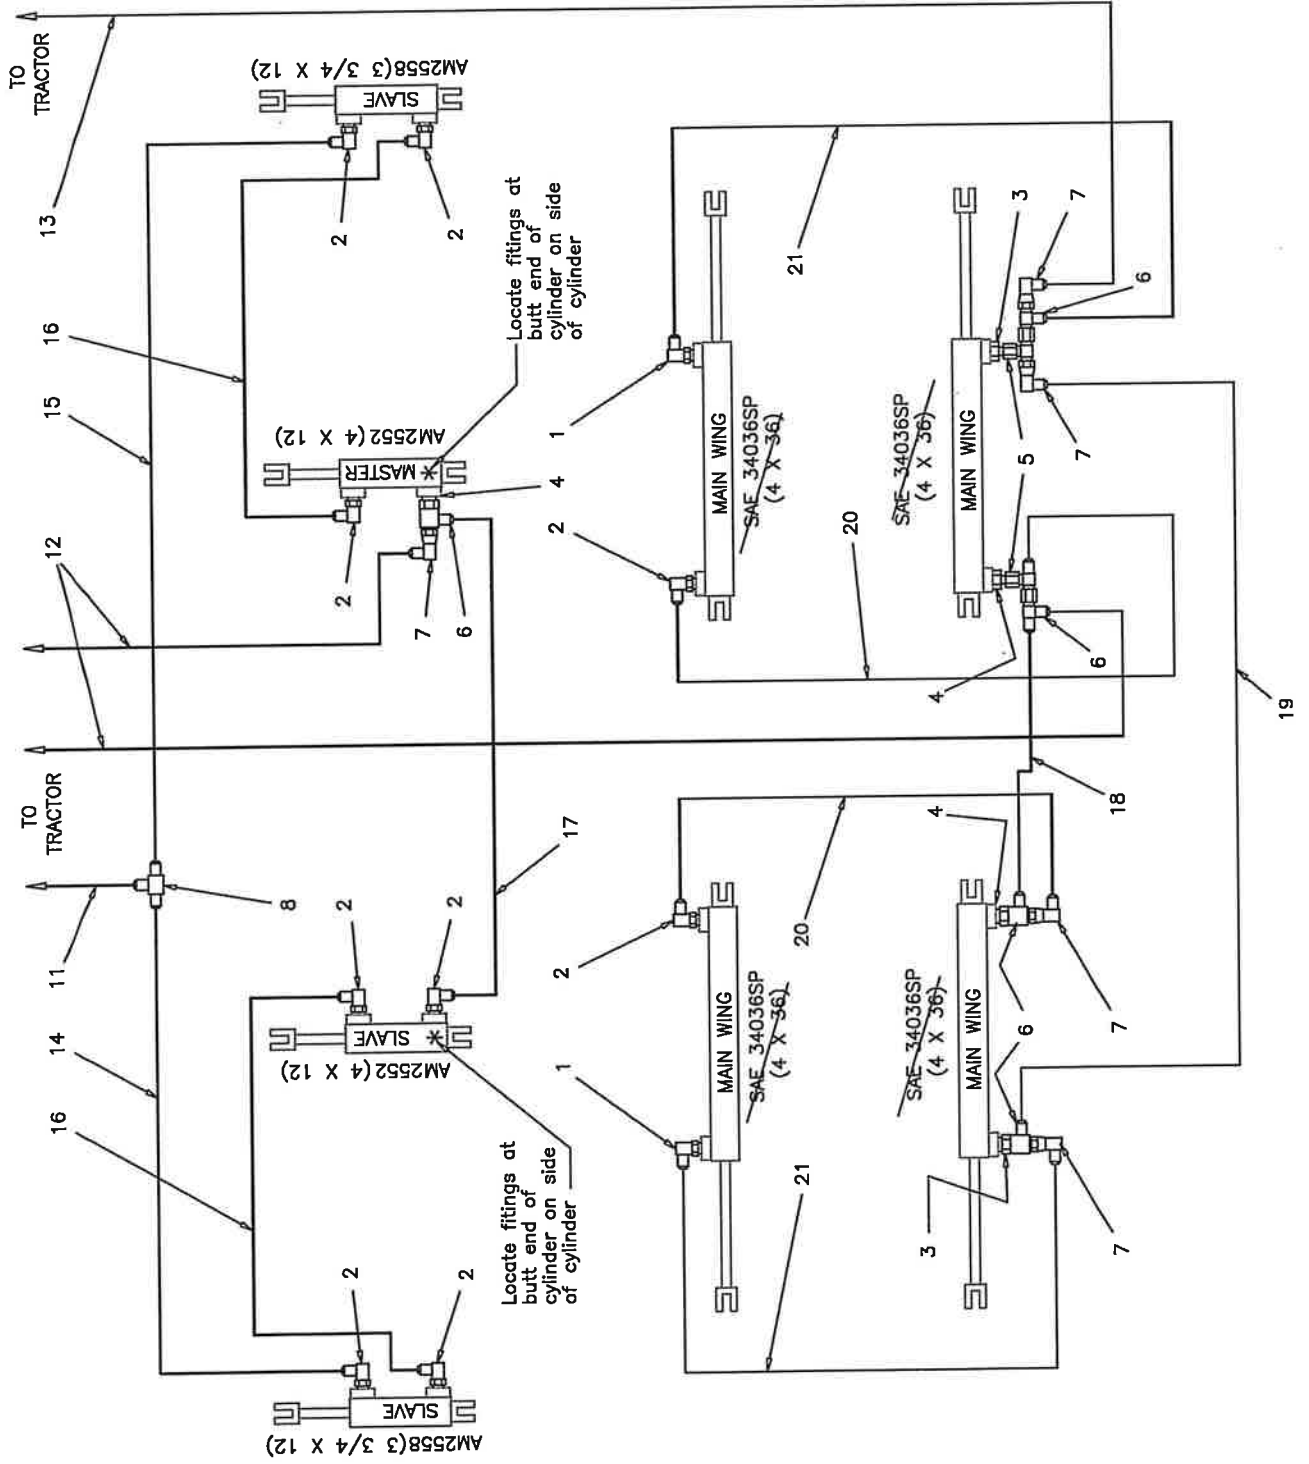 TO
TRACTOR
TO
TRACTOR
16
14
11
12
15
16
13
8
AM2558(3 3/4 X 12)
SLAVE
2
2
AM2552(4 X 12)
SLAVE
*
2
2
AM2552(4 X 12)
MASTER
*
2
7
6
4
AM2558(3 3/4 X 12)
SLAVE
2
2
Locate fitings at
butt end of
cylinder on side
of cylinder
17
Locate fittings at
butt end of
cylinder on side
of cylinder
1
2
2
1
MAIN WING
SAE 34036SP
(4 X 36)
MAIN WING
SAE 34036SP
(4 X 36)
21
20
20
21
SAE 34036SP
(4 X 36)
MAIN WING
SAE 34036SP
(4 X 36)
MAIN WING
3
6
4
4
5
3
7
7
18
6
7
6
7
19